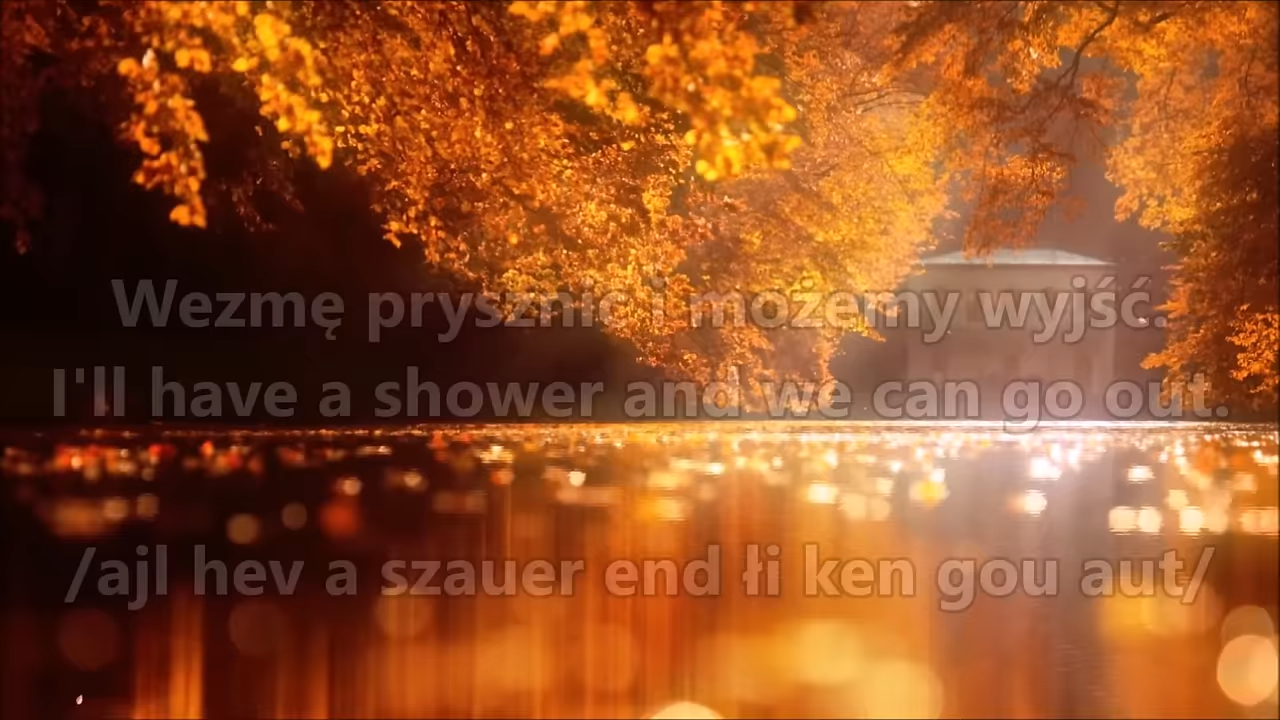 Wezmę prysznic i możemy wyjść.
I'll have a shower and we can go out.
/ajl hev a szauer end łi ken gou aut/